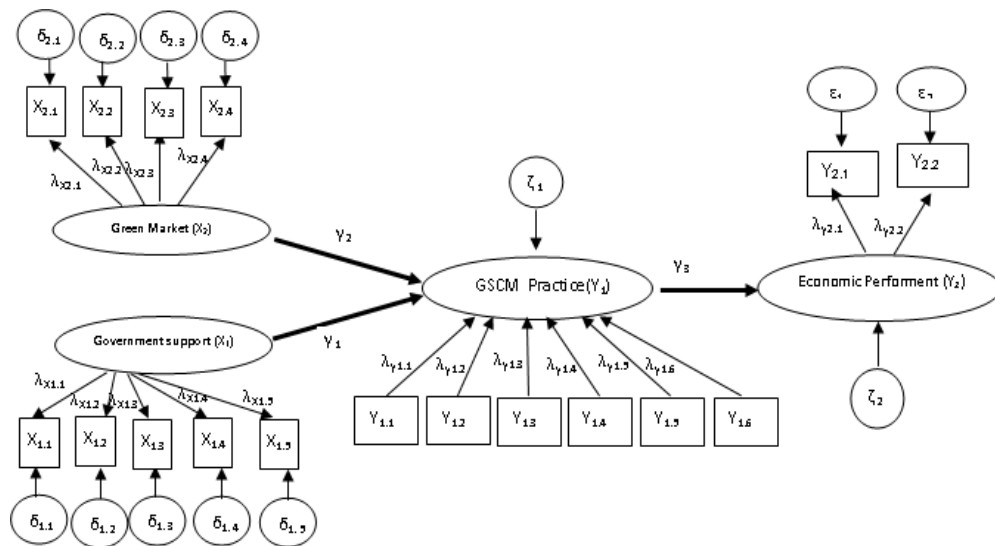 δ2.1 δ2.2 δ2.3 δ2.4
X2.1 X2.2 X2.3 X2.4
λX2.1 λX2.2 λX2.3 λX2.4
Green Market (X2)
γ2
ζ1
ε1
Y2.1 Y2.2
λY2.1 λY2.2
GSCM Practice(Y1)
γ3
Economic Performent (Y2)
ζ2
Government support (X1)
γ1
λX1.1 λX1.2 λX1.3 λX1.4 λX1.5
X1.1 X1.2 X1.3 X1.4 X1.5
δ1.1 δ1.2 δ1.3 δ1.4 δ1.5
λY1.1 λY1.2 λY1.3 λY1.4 λY1.5 λY1.6
Y1.1 Y1.2 Y1.3 Y1.4 Y1.5 Y1.6